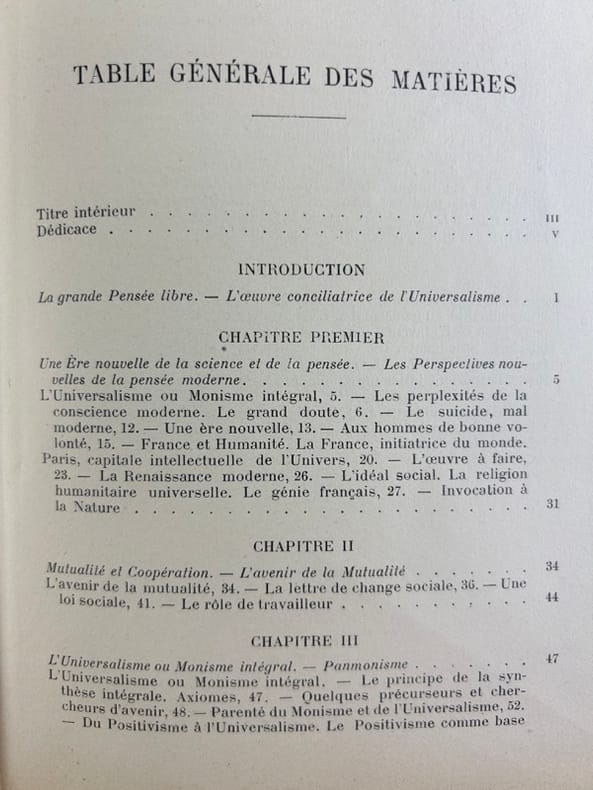 TABLE GÉNÉRALE DES MATIÈRES
Titre intérieur . . . . . . . . . . . . . . . . . III
Dédicace . . . . . . . . . . . . . . . . . . . V
INTRODUCTION
La grande Pensée libre. — L'œuvre conciliatrice de l'Universalisme . . 1
CHAPITRE PREMIER
Une Ère nouvelle de la science et de la pensée. — Les Perspectives nou-
velles de la pensée moderne. . . . . . . . . . . . . . . 5
L'Universalisme ou Monisme intégral, 5. — Les perplexités de la
conscience moderne. Le grand doute, 6. — Le suicide, mal
moderne, 12. — Une ère nouvelle, 13. — Aux hommes de bonne vo-
lonté, 15. — France et Humanité. La France, initiatrice du monde.
Paris, capitale intellectuelle de l'Univers, 20. — L'œuvre à faire,
23. — La Renaissance moderne, 26. — L'idéal social. La religion
humanitaire universelle. Le génie français, 27. — Invocation à
la Nature . . . . . . . . . . . . . . . . . . 31
CHAPITRE II
Mutualité et Coopération. — L'avenir de la Mutualité . . . . . . . 34
L'avenir de la mutualité, 34. — La lettre de change sociale, 36. — Une
loi sociale, 41. — Le rôle de travailleur . . . . . . . . . . 44
CHAPITRE III
L'Universalisme ou Monisme intégral. — Panmonisme . . . . . . . 47
L'Universalisme ou Monisme intégral. — Le principe de la syn-
thèse intégrale. Axiomes, 47. — Quelques précurseurs et cher-
cheurs d'avenir, 48. — Parenté du Monisme et de l'Universalisme, 52.
— Du Positivisme à l'Universalisme. Le Positivisme comme base